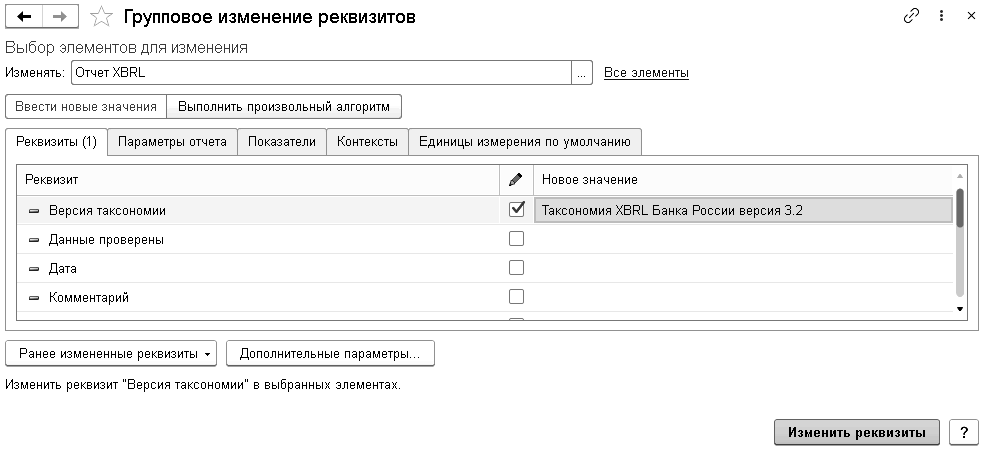 Групповое изменение реквизитов
Выбор элементов для изменения
Изменять: Отчет XBRL ... Все элементы
Ввести новые значения Выполнить произвольный алгоритм
Реквизиты (1) Параметры отчета Показатели Контексты Единицы измерения по умолчанию
Реквизит Новое значение
Версия таксономии Таксономия XBRL Банка России версия 3.2
Данные проверены
Дата
Комментарий
Ранее измененные реквизиты Дополнительные параметры...
Изменить реквизит "Версия таксономии" в выбранных элементах.
Изменить реквизиты ?